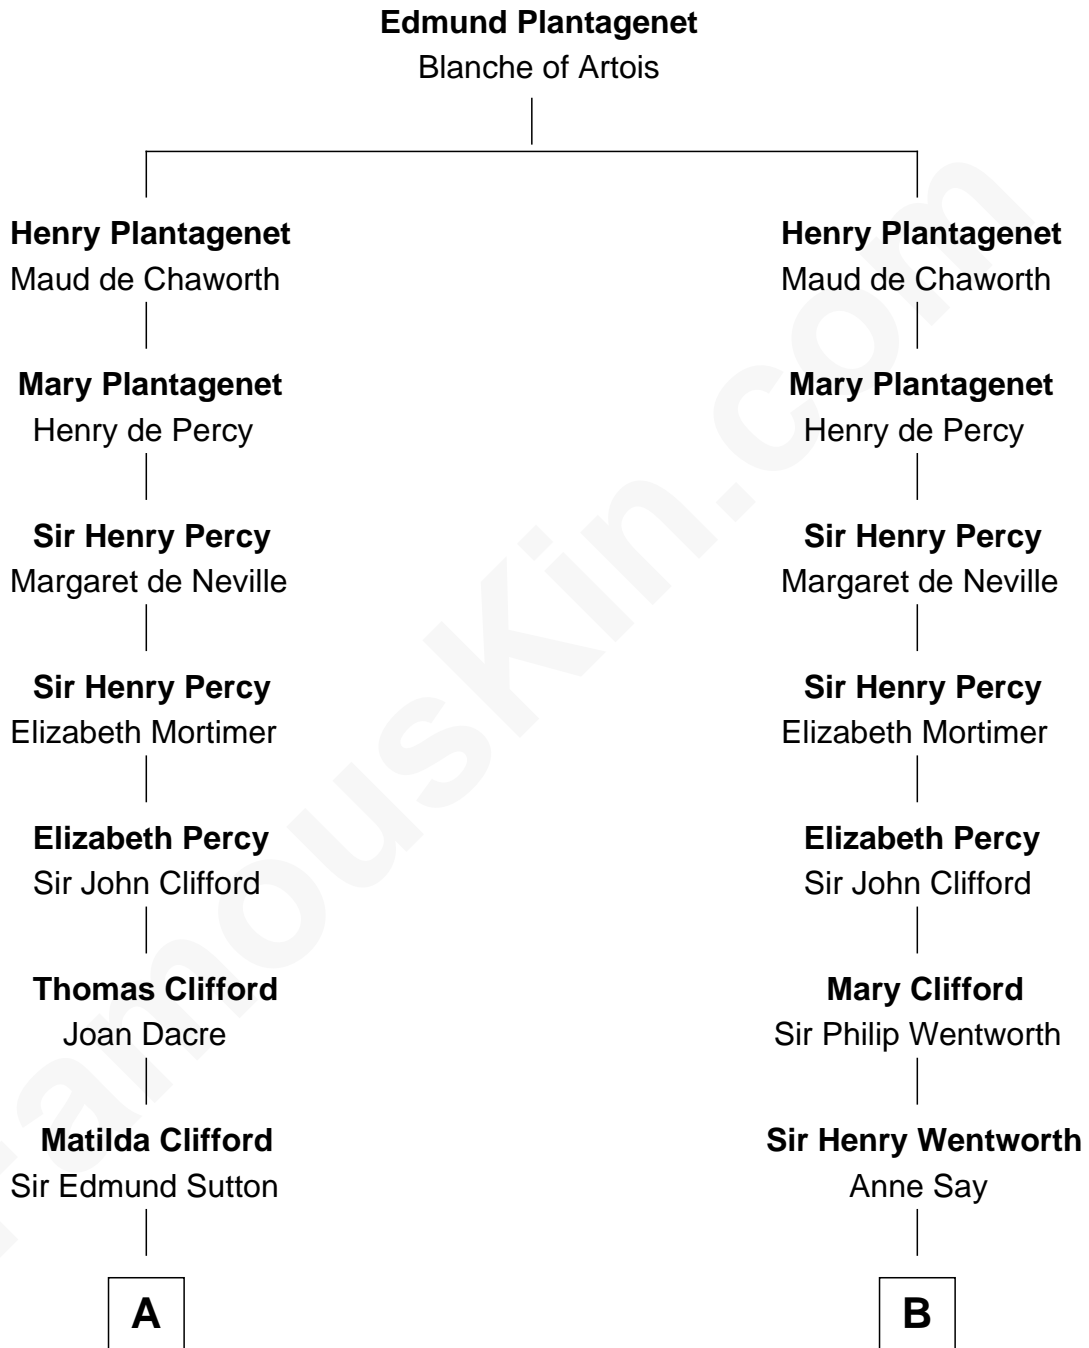 Edmund Plantagenet
Blanche of Artois
Henry Plantagenet
Maud de Chaworth
Mary Plantagenet
Henry de Percy
Sir Henry Percy
Margaret de Neville
Sir Henry Percy
Elizabeth Mortimer
Elizabeth Percy
Sir John Clifford
Thomas Clifford
Joan Dacre
Matilda Clifford
Sir Edmund Sutton
A
Henry Plantagenet
Maud de Chaworth
Mary Plantagenet
Henry de Percy
Sir Henry Percy
Margaret de Neville
Sir Henry Percy
Elizabeth Mortimer
Elizabeth Percy
Sir John Clifford
Mary Clifford
Sir Philip Wentworth
Sir Henry Wentworth
Anne Say
B
FamousKin.com